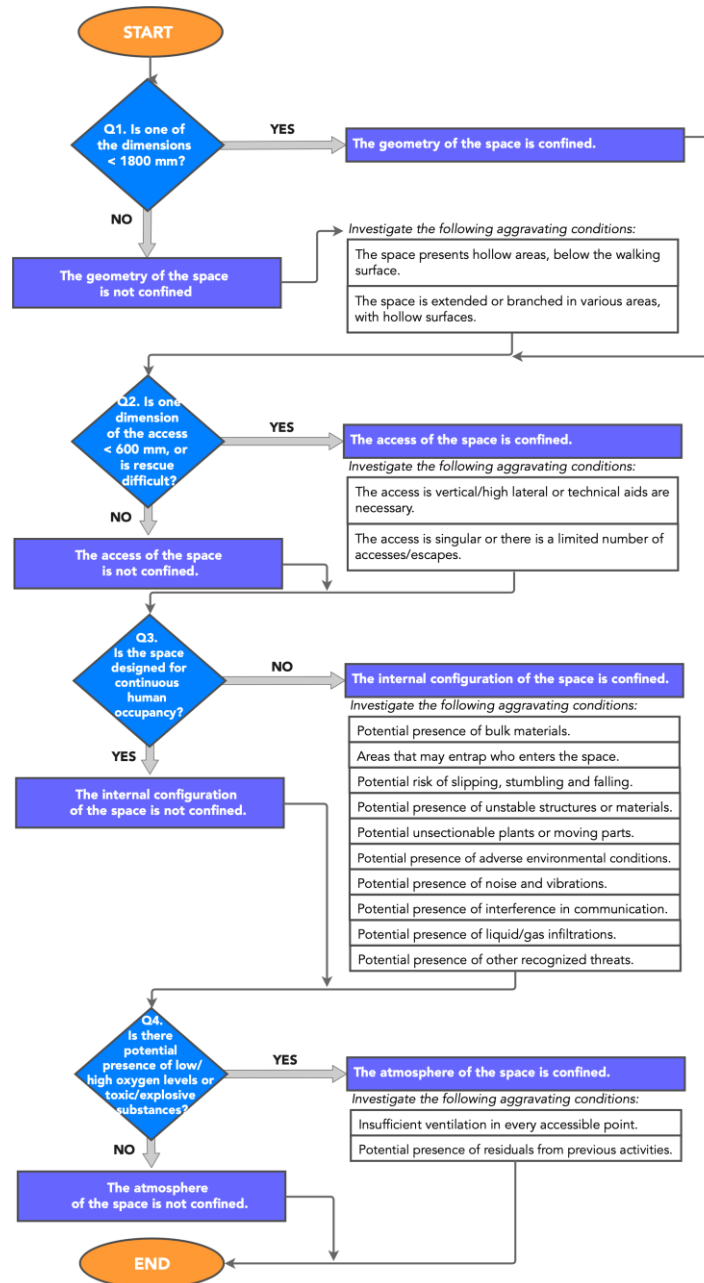 START
Q1. Is one of
the dimensions
< 1800 mm?
YES
The geometry of the space is confined.
NO
The geometry of the space
is not confined
Investigate the following aggravating conditions:
The space presents hollow areas, below the walking
surface.
The space is extended or branched in various areas,
with hollow surfaces.
Q2. Is one
dimension
of the access
< 600 mm, or
is rescue
difficult?
YES
The access of the space is confined.
Investigate the following aggravating conditions:
The access is vertical/high lateral or technical aids are
necessary.
The access is singular or there is a limited number of
accesses/escapes.
NO
The access of the space
is not confined.
Q3.
Is the space
designed for
continuous
human
occupancy?
NO
The internal configuration of the space is confined.
Investigate the following aggravating conditions:
Potential presence of bulk materials.
Areas that may entrap who enters the space.
Potential risk of slipping, stumbling and falling.
Potential presence of unstable structures or materials.
Potential unsectionable plants or moving parts.
Potential presence of adverse environmental conditions.
Potential presence of noise and vibrations.
Potential presence of interference in communication.
Potential presence of liquid/gas infiltrations.
Potential presence of other recognized threats.
YES
The internal configuration
of the space is not confined.
Q4.
Is there
potential
presence of low/
high oxygen levels or
toxic/explosive
substances?
YES
The atmosphere of the space is confined.
Investigate the following aggravating conditions:
Insufficient ventilation in every accessible point.
Potential presence of residuals from previous activities.
NO
The atmosphere
of the space is not confined.
END